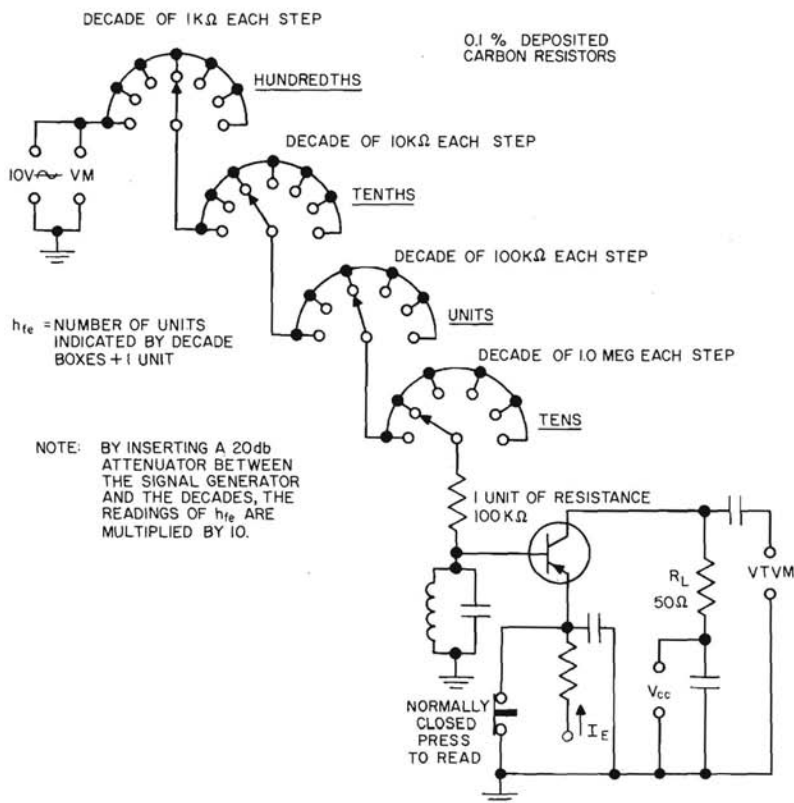 DECADE OF 1KΩ EACH STEP
0.1 % DEPOSITED
CARBON RESISTORS
HUNDREDTHS
DECADE OF 10KΩ EACH STEP
10V VM
TENTHS
DECADE OF 100KΩ EACH STEP
UNITS
hfe = NUMBER OF UNITS
INDICATED BY DECADE
BOXES + 1 UNIT
DECADE OF 1.0 MEG EACH STEP
TENS
NOTE: BY INSERTING A 20db
ATTENUATOR BETWEEN
THE SIGNAL GENERATOR
AND THE DECADES, THE
READINGS OF hfe ARE
MULTIPLIED BY 10.
1 UNIT OF RESISTANCE
100 KΩ
RL
50Ω
VTVM
Vcc
NORMALLY
CLOSED
PRESS
TO READ
IE